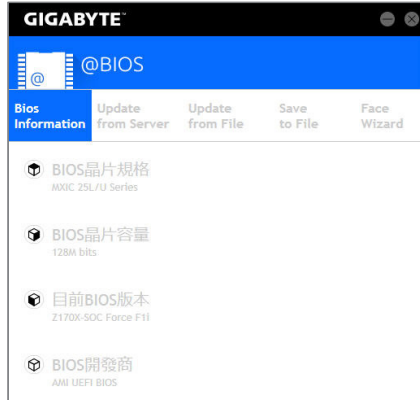 GIGABYTE™
@BIOS
@
Bios Information
Update from Server
Update from File
Save to File
Face Wizard
BIOS晶片規格
MXIC 25L/U Series
BIOS晶片容量
128M bits
目前BIOS版本
Z170X-SOC Force F1i
BIOS開發商
AMI UEFI BIOS